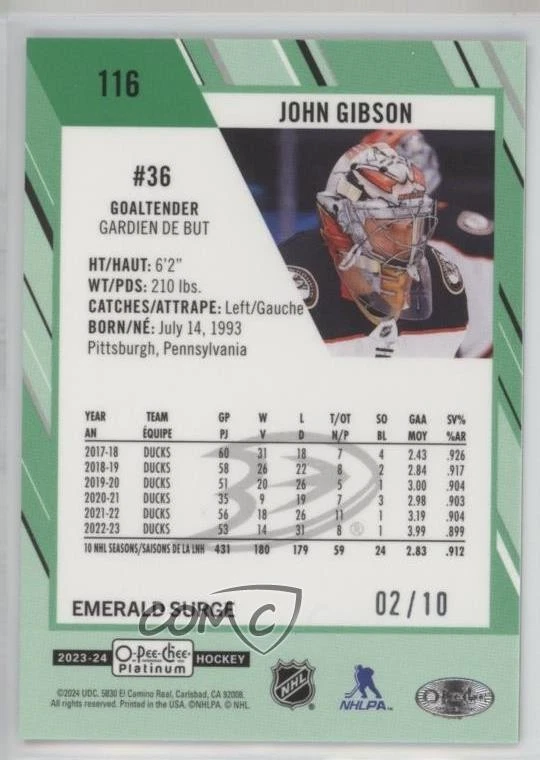 116
JOHN GIBSON
#36
GOALTENDER
GARDIEN DE BUT
HT/HAUT: 6'2"
WT/PDS: 210 lbs.
CATCHES/ATTRAPE: Left/Gauche
BORN/NÉ: July 14, 1993
Pittsburgh, Pennsylvania
YEAR TEAM GP W L T/OT SO GAA SV%
AN ÉQUIPE PJ V D N/P BL MOY %AR
2017-18 DUCKS 60 31 18 7 4 2.43 .926
2018-19 DUCKS 58 26 22 8 2 2.84 .917
2019-20 DUCKS 51 20 26 5 1 3.00 .904
2020-21 DUCKS 35 9 19 7 3 2.98 .903
2021-22 DUCKS 56 18 26 11 1 3.19 .904
2022-23 DUCKS 53 14 31 8 ® 1 3.99 .899
10 NHL SEASONS/SAISONS DE LA LNH 431 180 179 59 24 2.83 .912
EMERALD SURGE 02/10
COMC
2023-24 O-Pee-Chee Platinum HOCKEY
NHL
NHLPA™
©2024 UDC. 5830 El Camino Real, Carlsbad, CA 92008.
All rights reserved. Printed in the USA. ©NHLPA. © NHL.
O-Pee-Chee